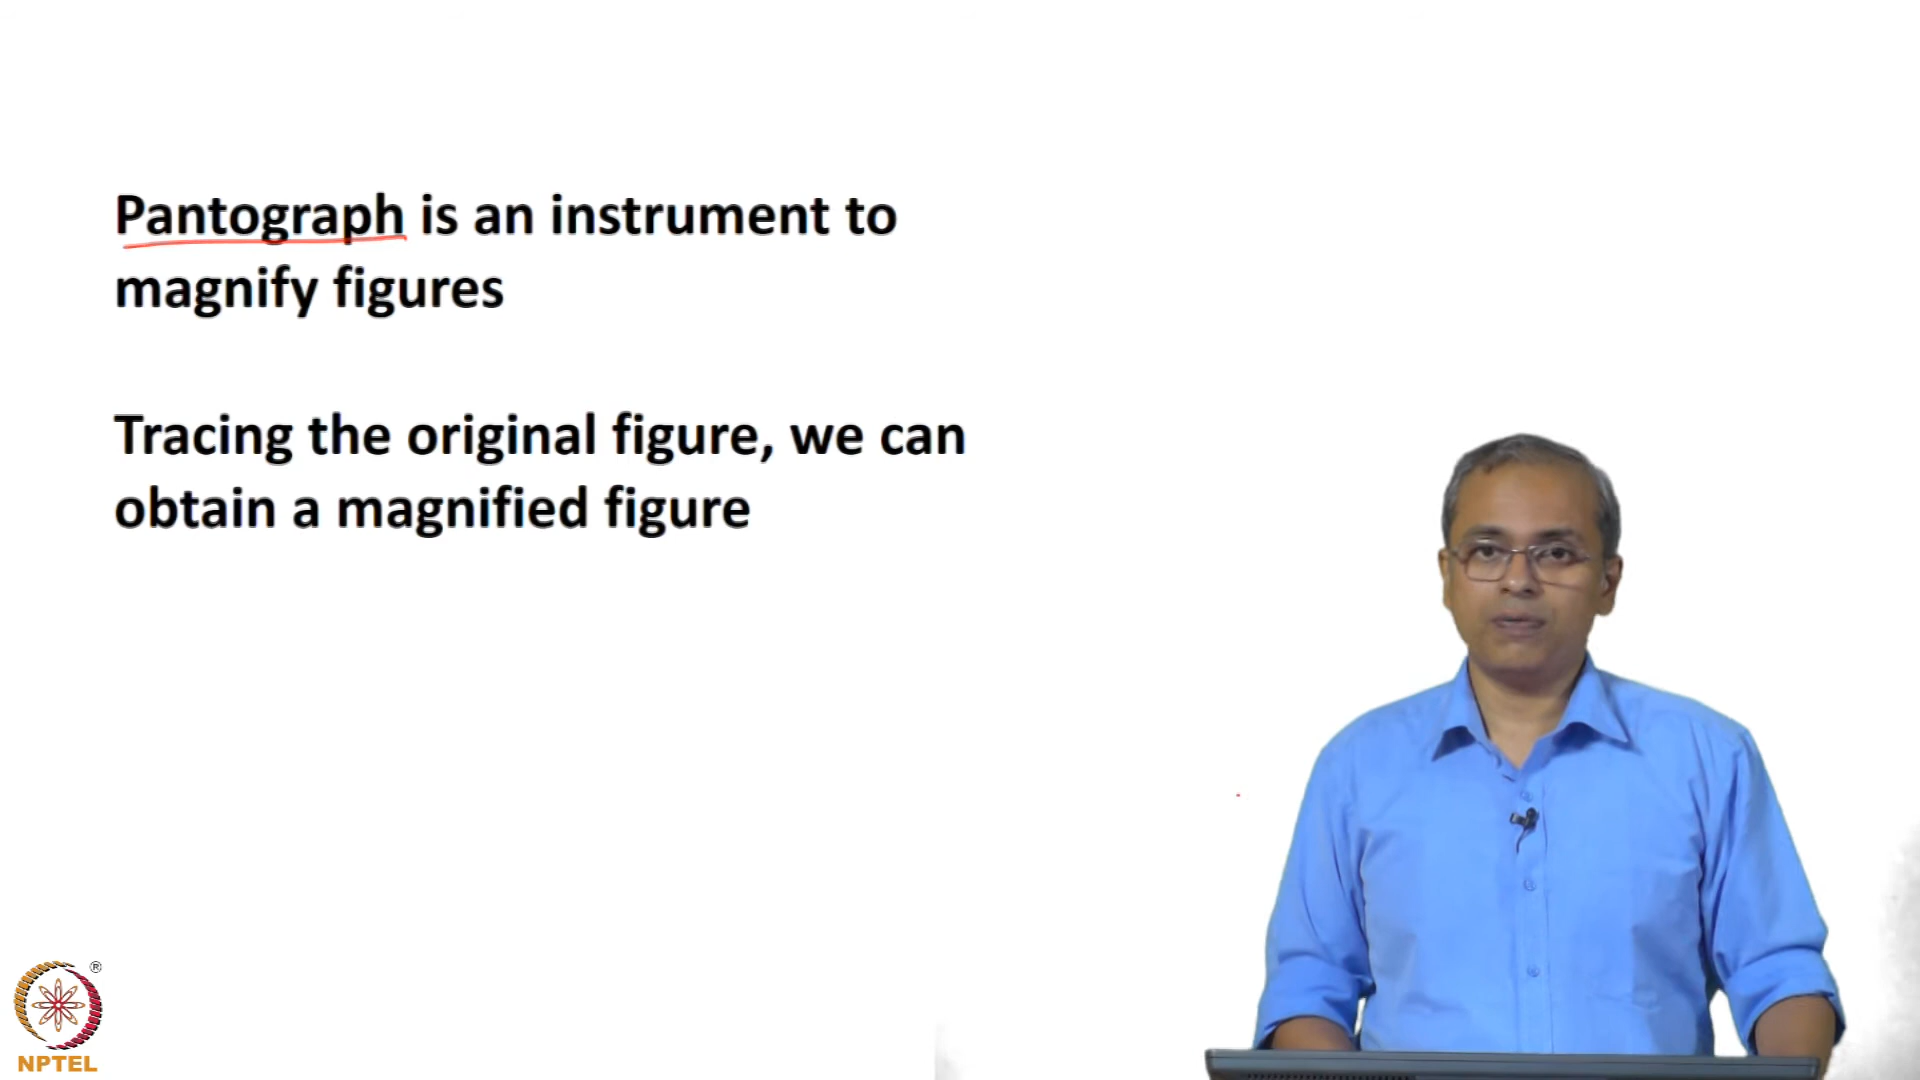 Pantograph is an instrument to
magnify figures
Tracing the original figure, we can
obtain a magnified figure
®
NPTEL